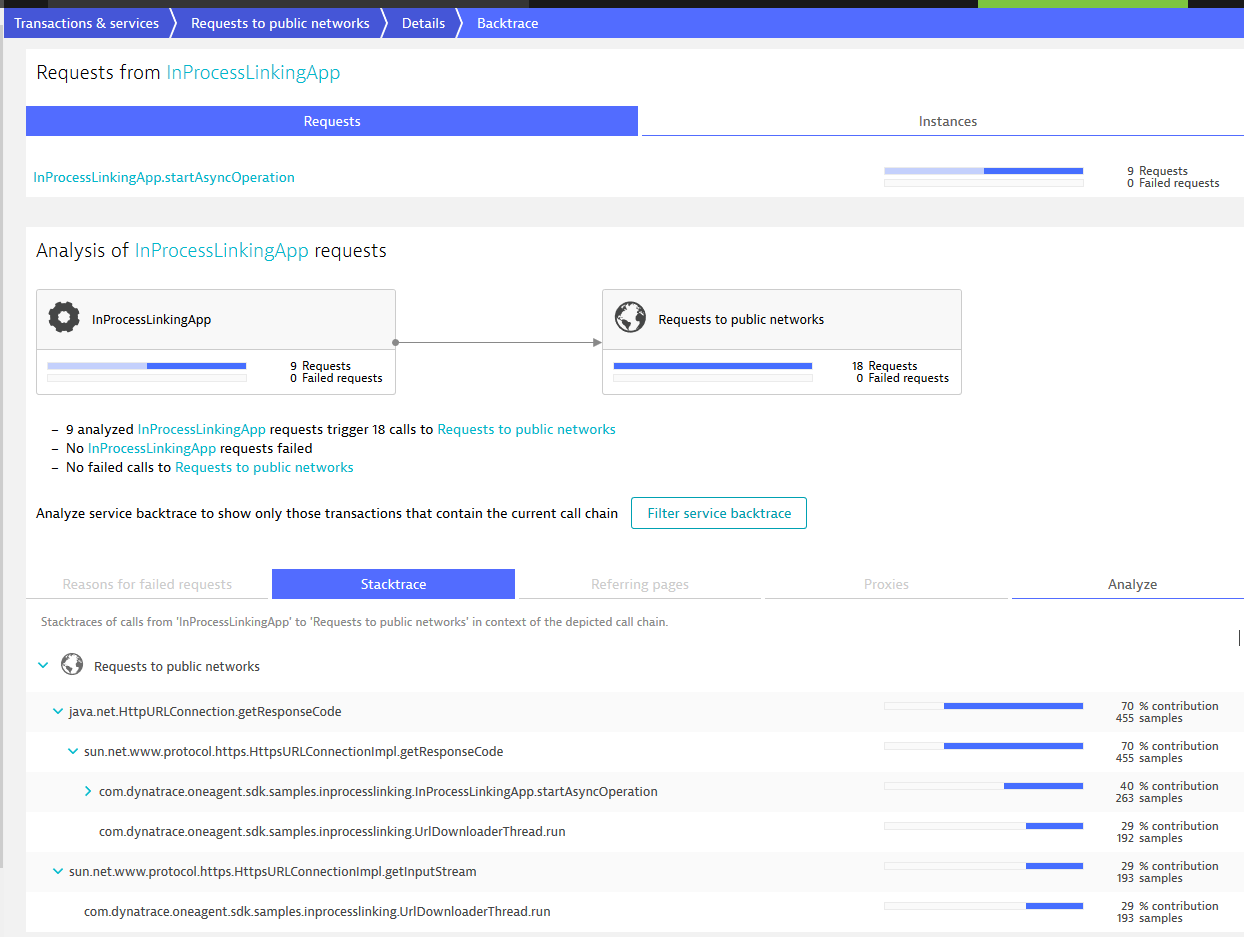 Transactions & services Requests to public networks Details Backtrace
Requests from InProcessLinkingApp
Requests Instances
InProcessLinkingApp.startAsyncOperation 9 Requests
0 Failed requests
Analysis of InProcessLinkingApp requests
InProcessLinkingApp Requests to public networks
9 Requests 18 Requests
0 Failed requests 0 Failed requests
– 9 analyzed InProcessLinkingApp requests trigger 18 calls to Requests to public networks
– No InProcessLinkingApp requests failed
– No failed calls to Requests to public networks
Analyze service backtrace to show only those transactions that contain the current call chain Filter service backtrace
Reasons for failed requests Stacktrace Referring pages Proxies Analyze
Stacktraces of calls from 'InProcessLinkingApp' to 'Requests to public networks' in context of the depicted call chain.
Requests to public networks
java.net.HttpURLConnection.getResponseCode 70 % contribution
455 samples
sun.net.www.protocol.https.HttpsURLConnectionImpl.getResponseCode 70 % contribution
455 samples
com.dynatrace.oneagent.sdk.samples.inprocesslinking.InProcessLinkingApp.startAsyncOperation 40 % contribution
263 samples
com.dynatrace.oneagent.sdk.samples.inprocesslinking.UrlDownloaderThread.run 29 % contribution
192 samples
sun.net.www.protocol.https.HttpsURLConnectionImpl.getInputStream 29 % contribution
193 samples
com.dynatrace.oneagent.sdk.samples.inprocesslinking.UrlDownloaderThread.run 29 % contribution
193 samples